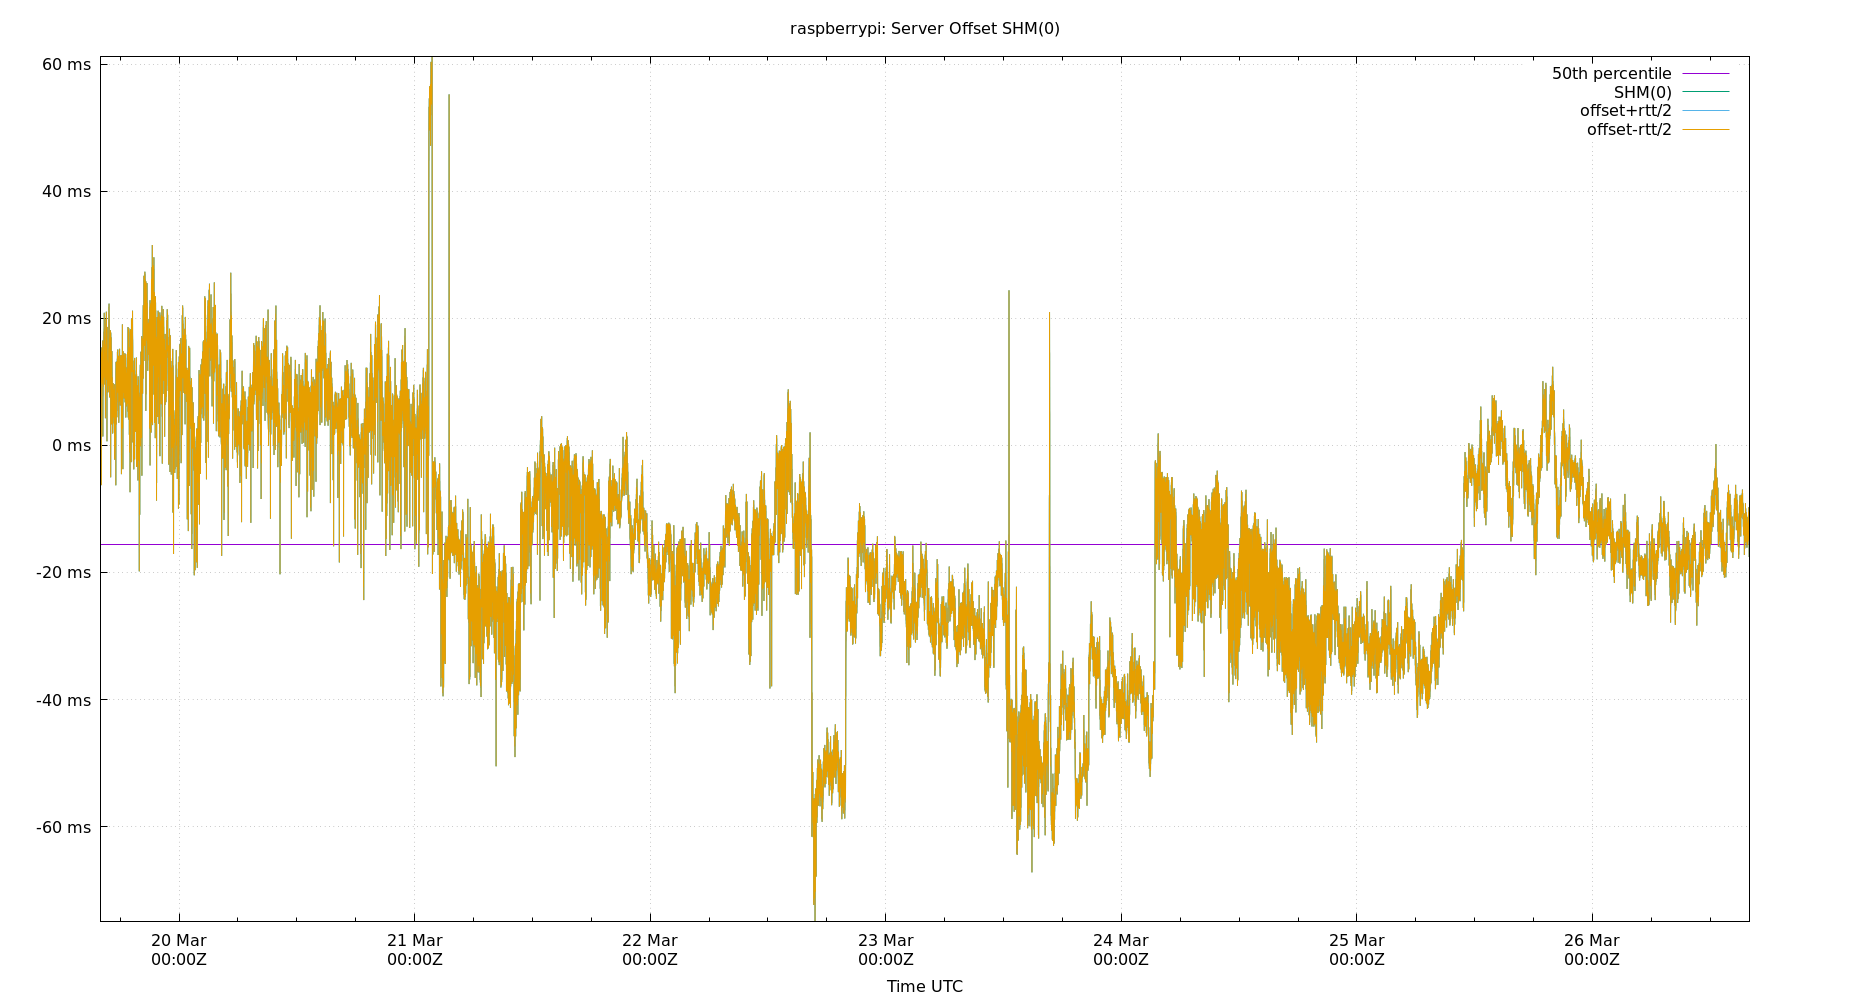 raspberrypi: Server Offset SHM(0)
60 ms
40 ms
20 ms
0 ms
-20 ms
-40 ms
-60 ms
50th percentile
SHM(0)
offset+rtt/2
offset-rtt/2
20 Mar
00:00Z
21 Mar
00:00Z
22 Mar
00:00Z
23 Mar
00:00Z
24 Mar
00:00Z
25 Mar
00:00Z
26 Mar
00:00Z
Time UTC